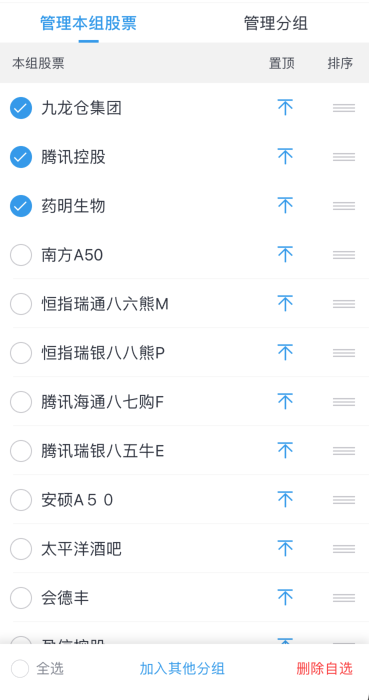 管理本组股票 管理分组
本组股票 置顶 排序
九龙仓集团
腾讯控股
药明生物
南方A50
恒指瑞通八六熊M
恒指瑞银八八熊P
腾讯海通八七购F
腾讯瑞银八五牛E
安硕A５０
太平洋酒吧
会德丰
全选 加入其他分组 删除自选